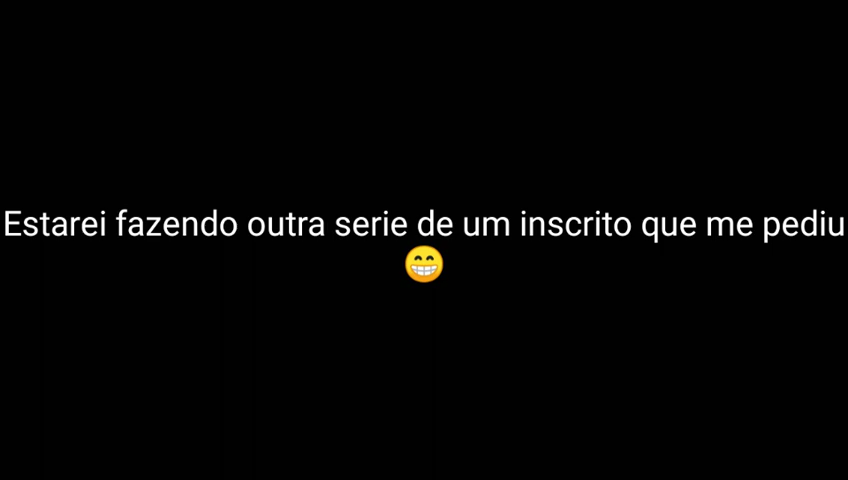 Estarei fazendo outra serie de um inscrito que me pediu
😁